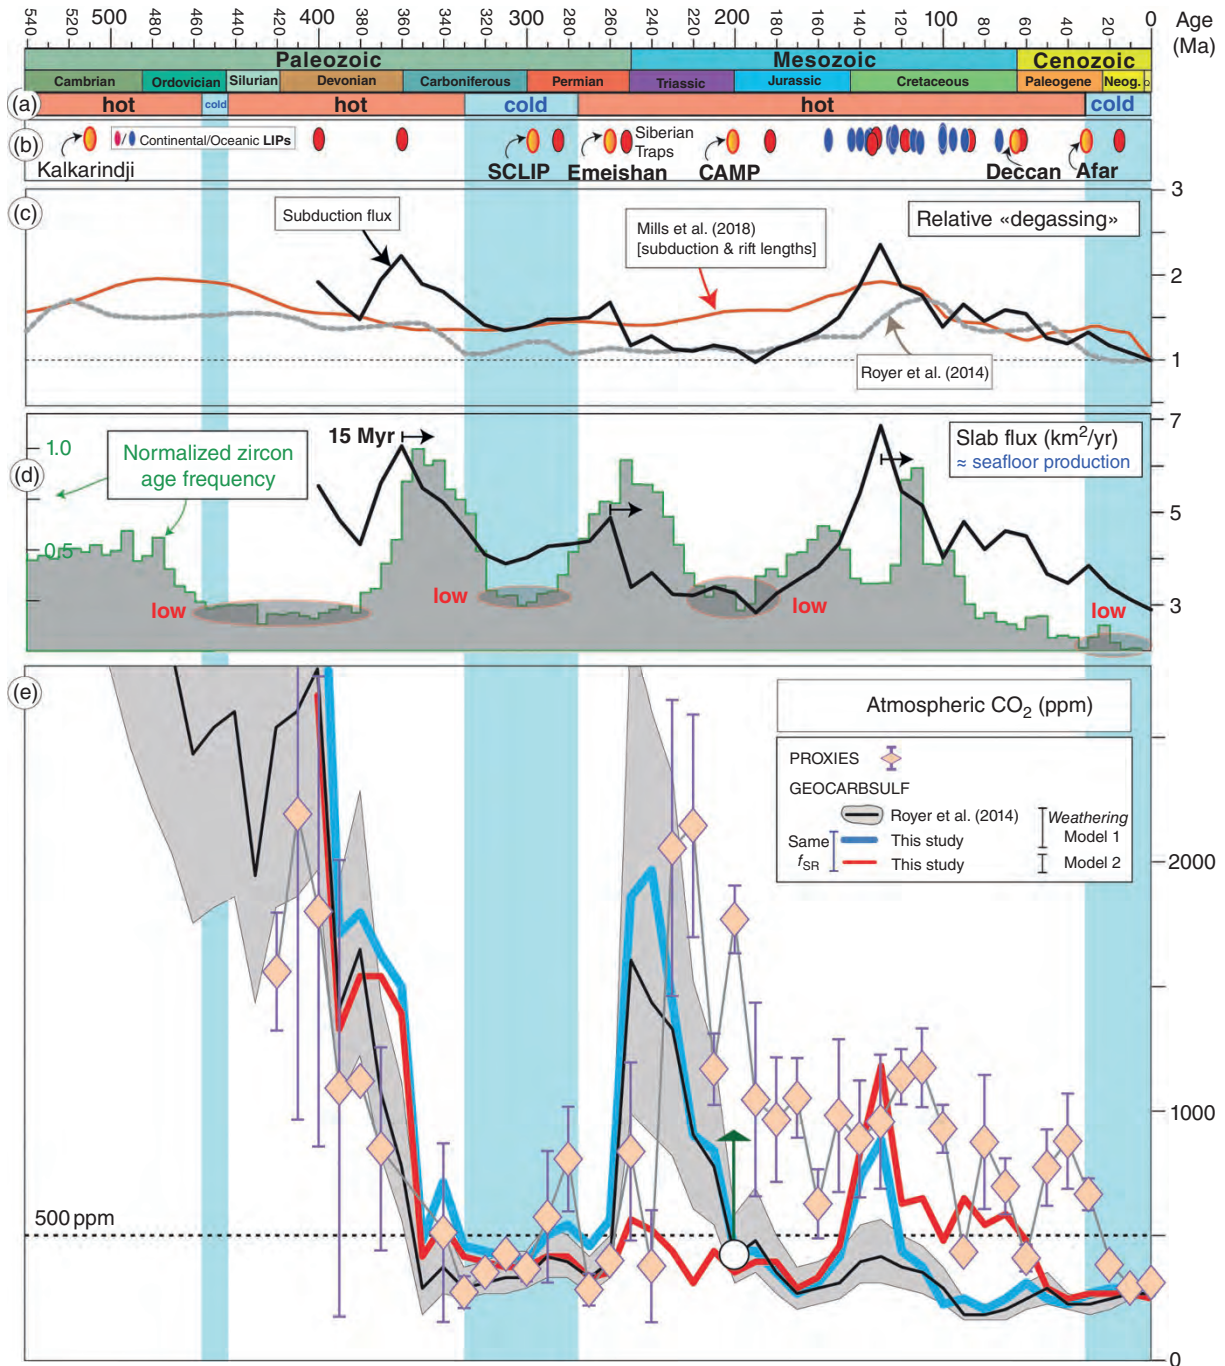 540 520 500 480 460 440 420 400 380 360 340 320 300 280 260 240 220 200 180 160 140 120 100 80 60 40 20 0 Age (Ma)
Paleozoic Mesozoic Cenozoic
Cambrian Ordovician Silurian Devonian Carboniferous Permian Triassic Jurassic Cretaceous Paleogene Neog.
(a) hot cold hot cold hot cold
(b) / Continental/Oceanic LIPs Siberian
Traps
Kalkarindji SCLIP Emeishan CAMP Deccan Afar
(c) 3
Subduction flux
Mills et al. (2018)
[subduction & rift lengths]
Relative «degassing»
2
Royer et al. (2014)
1
(d) 7
1.0
Normalized zircon
age frequency
15 Myr
Slab flux (km²/yr)
≈ seafloor production
5
0.5
low low low low
3
(e)
Atmospheric CO₂ (ppm)
PROXIES
GEOCARBSULF
Royer et al. (2014) Weathering
Model 1
Same This study
fSR This study Model 2
2000
1000
500 ppm
0